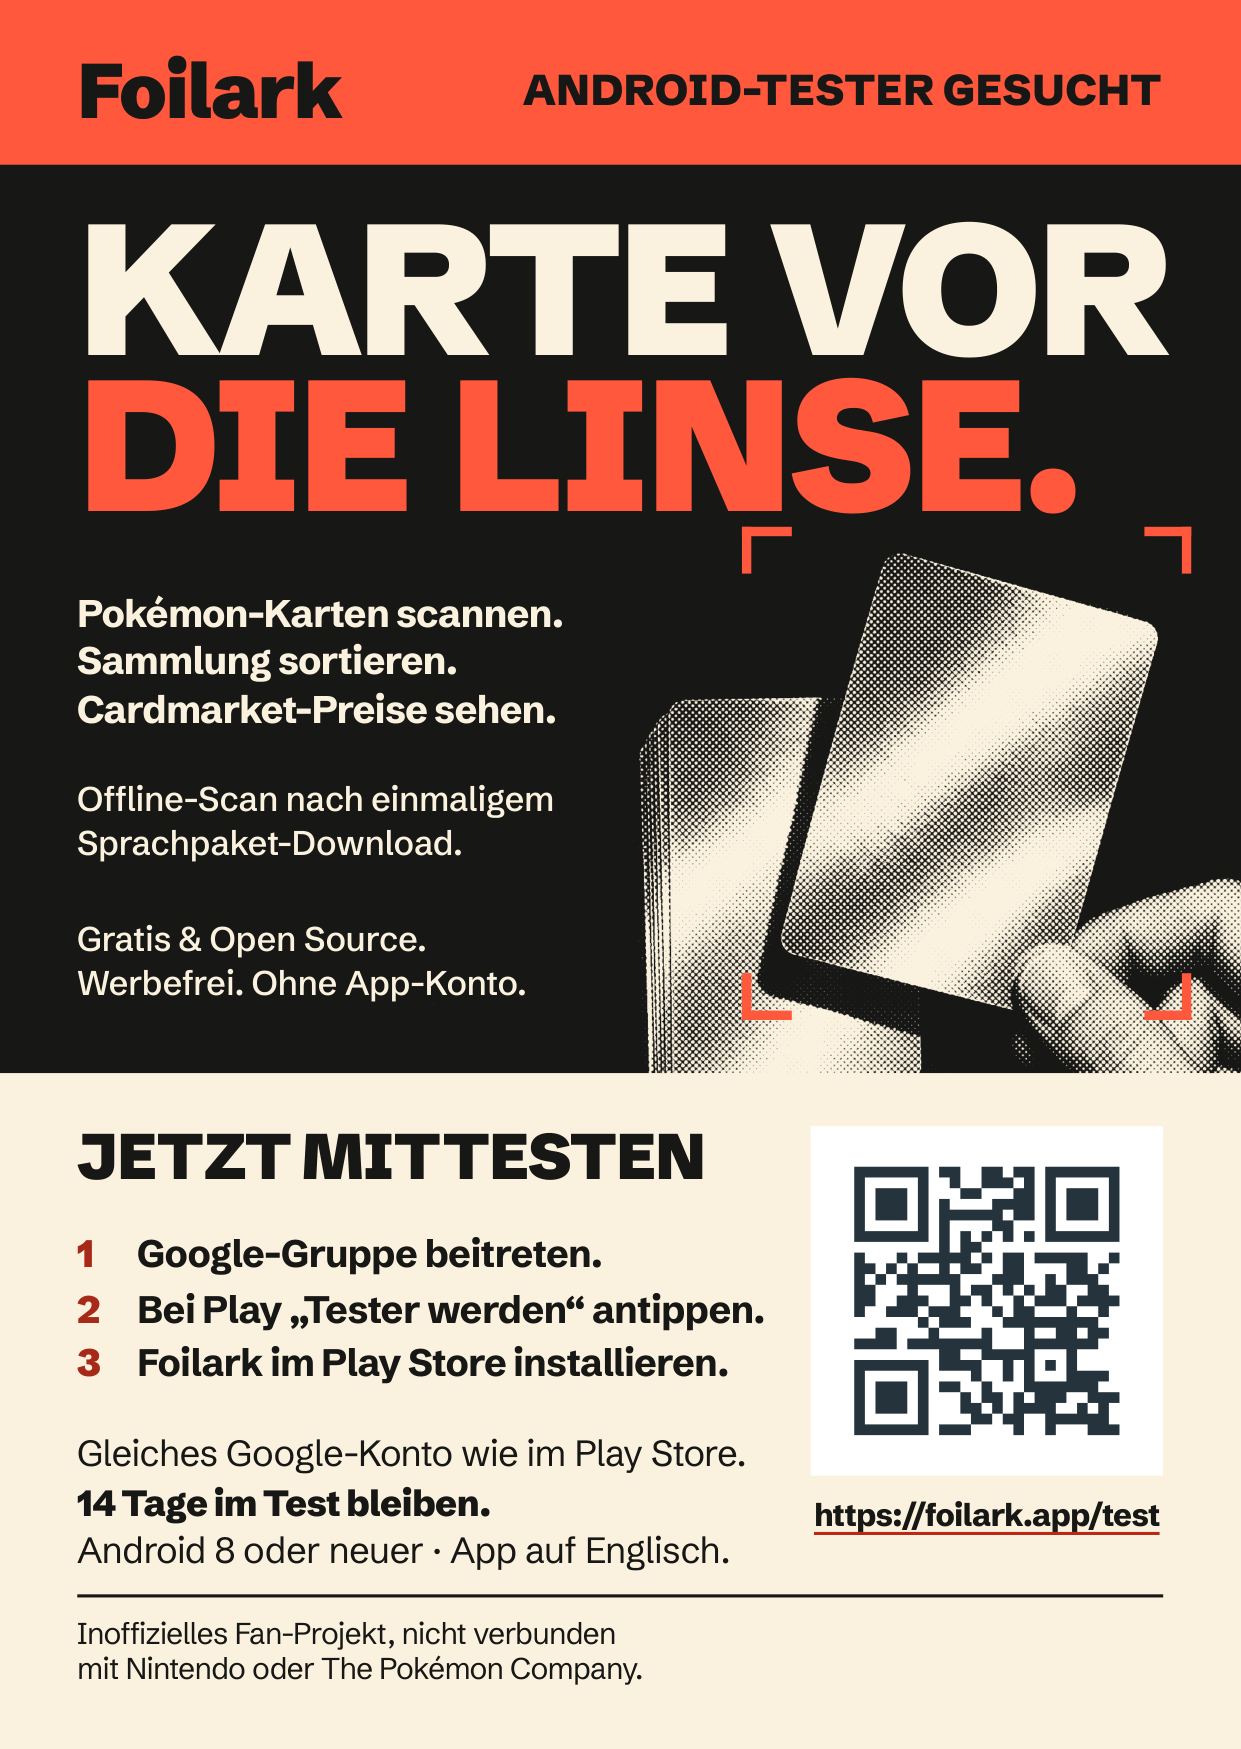 Foilark
ANDROID-TESTER GESUCHT
KARTE VOR
DIE LINSE.
Pokémon-Karten scannen.
Sammlung sortieren.
Cardmarket-Preise sehen.
Offline-Scan nach einmaligem
Sprachpaket-Download.
Gratis & Open Source.
Werbefrei. Ohne App-Konto.
JETZT MITTESTEN
1 Google-Gruppe beitreten.
2 Bei Play „Tester werden“ antippen.
3 Foilark im Play Store installieren.
Gleiches Google-Konto wie im Play Store.
14 Tage im Test bleiben.
Android 8 oder neuer · App auf Englisch.
https://foilark.app/test
Inoffizielles Fan-Projekt, nicht verbunden
mit Nintendo oder The Pokémon Company.